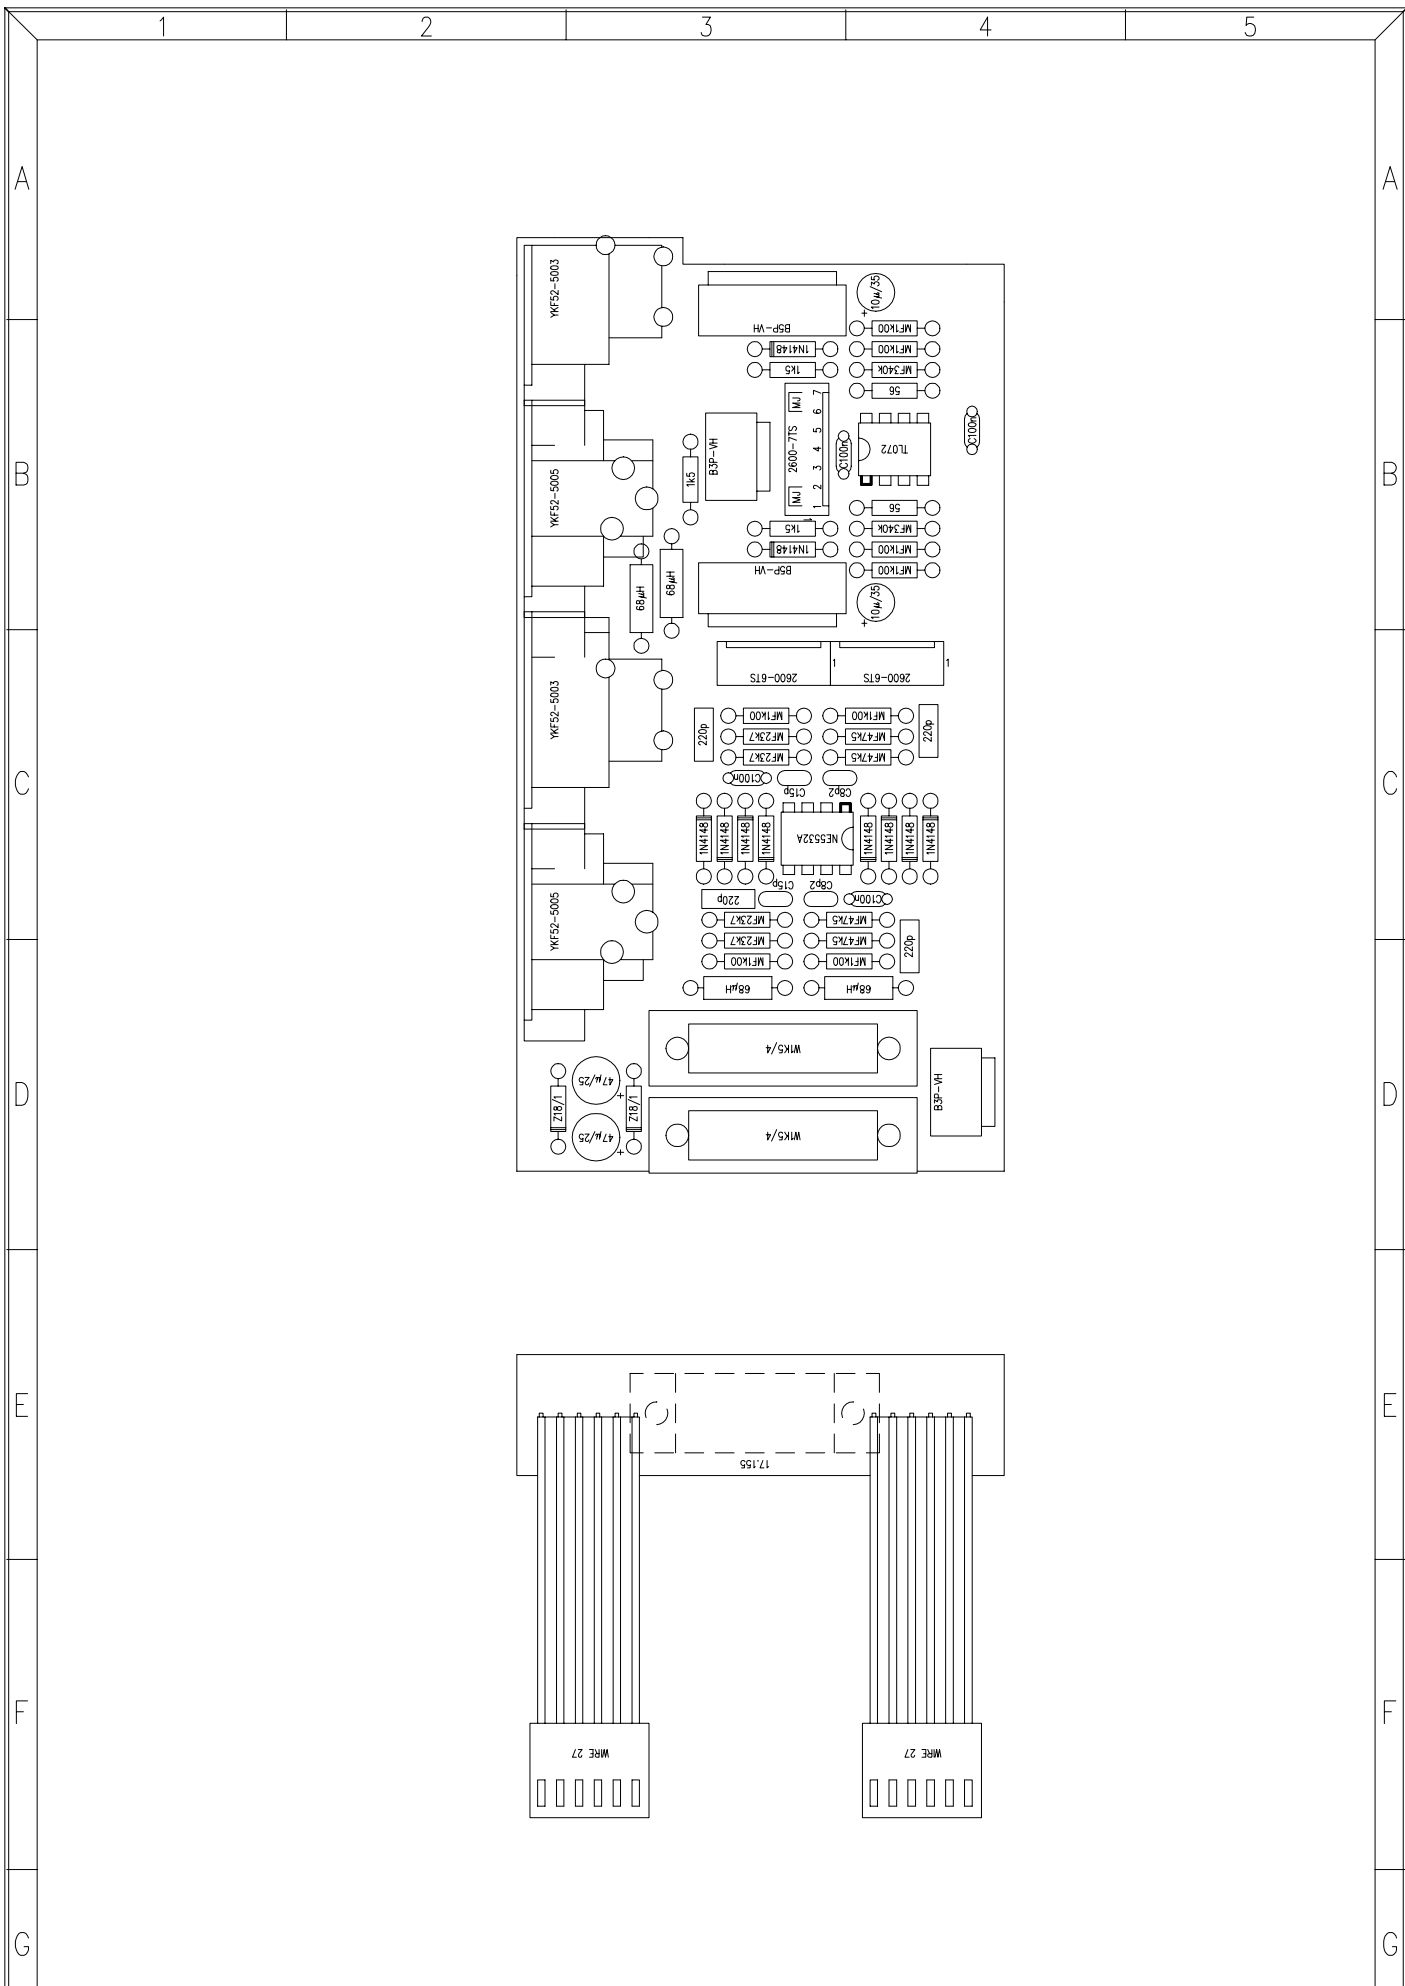 1 2 3 4 5
A A
YKF52-5003
B5P-VH
10µ/35
+
MF1k00
1N4148
MF1k00
1k5
MF340k
56
MJ
7
6
5
4
3
2
1
2600-7TS
MJ
1
B3P-VH
C100n
TL072
C100n
B B
YKF52-5005
1k5
56
1k5
MF340k
1N4148
MF1k00
B5P-VH
MF1k00
68µH
68µH
10µ/35
+
2600-6TS
1
2600-6TS
1
YKF52-5003
220p
MF1k00
MF1k00
220p
MF23k7
MF47k5
MF23k7
MF47k5
C C
C100n
C15p
C8p2
1N4148
1N4148
1N4148
1N4148
NE5532A
1N4148
1N4148
1N4148
1N4148
C15p
C8p2
220p
C100n
YKF52-5005
MF23k7
MF47k5
MF23k7
MF47k5
220p
MF1k00
MF1k00
68µH
68µH
W1K5/4
D D
Z18/1
47µ/25
+
Z18/1
47µ/25
+
W1K5/4
B3P-VH
E E
17.155
F F
WIRE 27
WIRE 27
G G